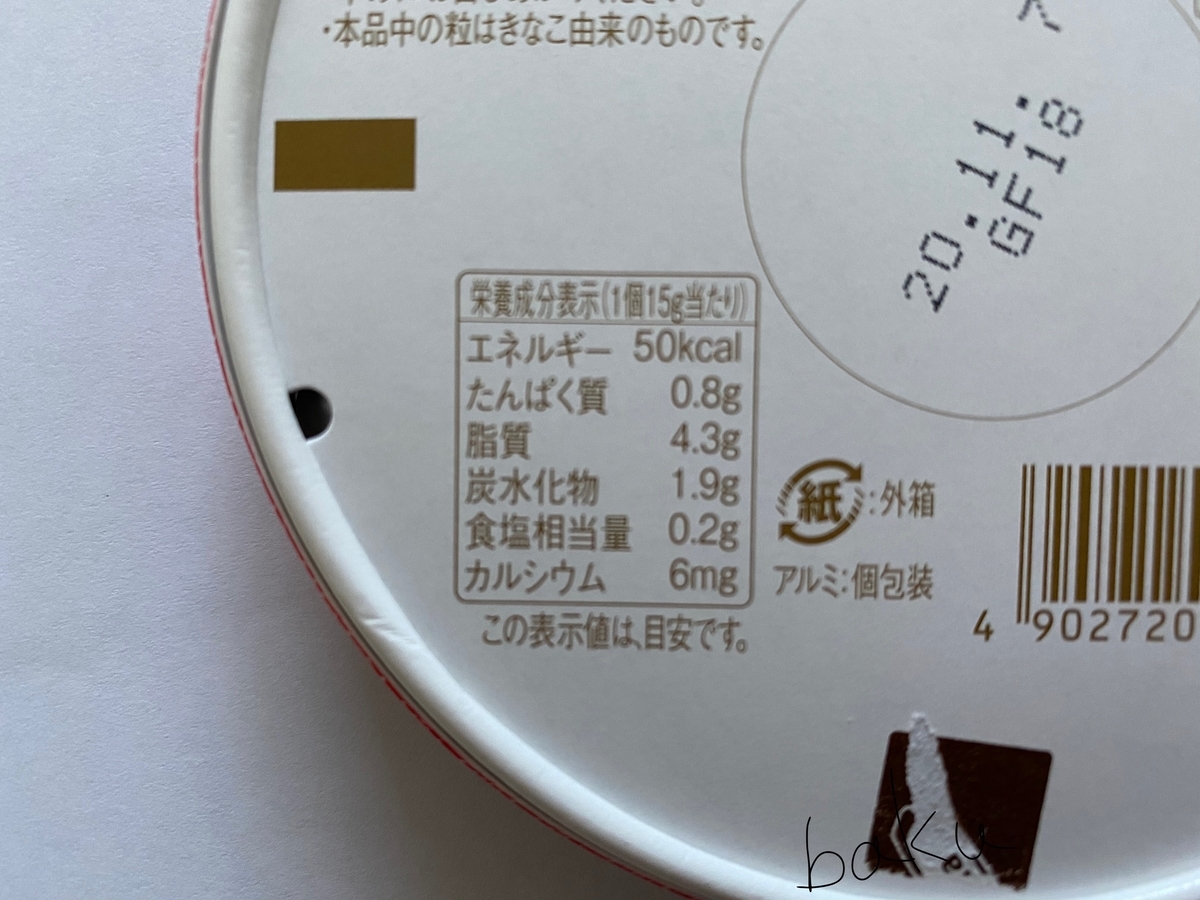 ・本品中の粒はきなこ由来のものです。
20.11.
GF18
栄養成分表示(1個15g当たり)
エネルギー 50kcal
たんぱく質 0.8g
脂質 4.3g
炭水化物 1.9g
食塩相当量 0.2g
カルシウム 6mg
この表示値は、目安です。
紙:外箱
アルミ:個包装
4 902720
baku